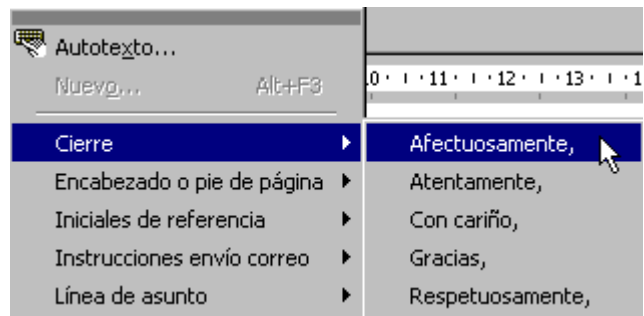 Autotexto...
Nuevo... Alt+F3
0 · ı · 11 · ı · 12 · ı · 13 · ı · 1
Cierre
Encabezado o pie de página
Iniciales de referencia
Instrucciones envío correo
Línea de asunto
Afectuosamente,
Atentamente,
Con cariño,
Gracias,
Respetuosamente,